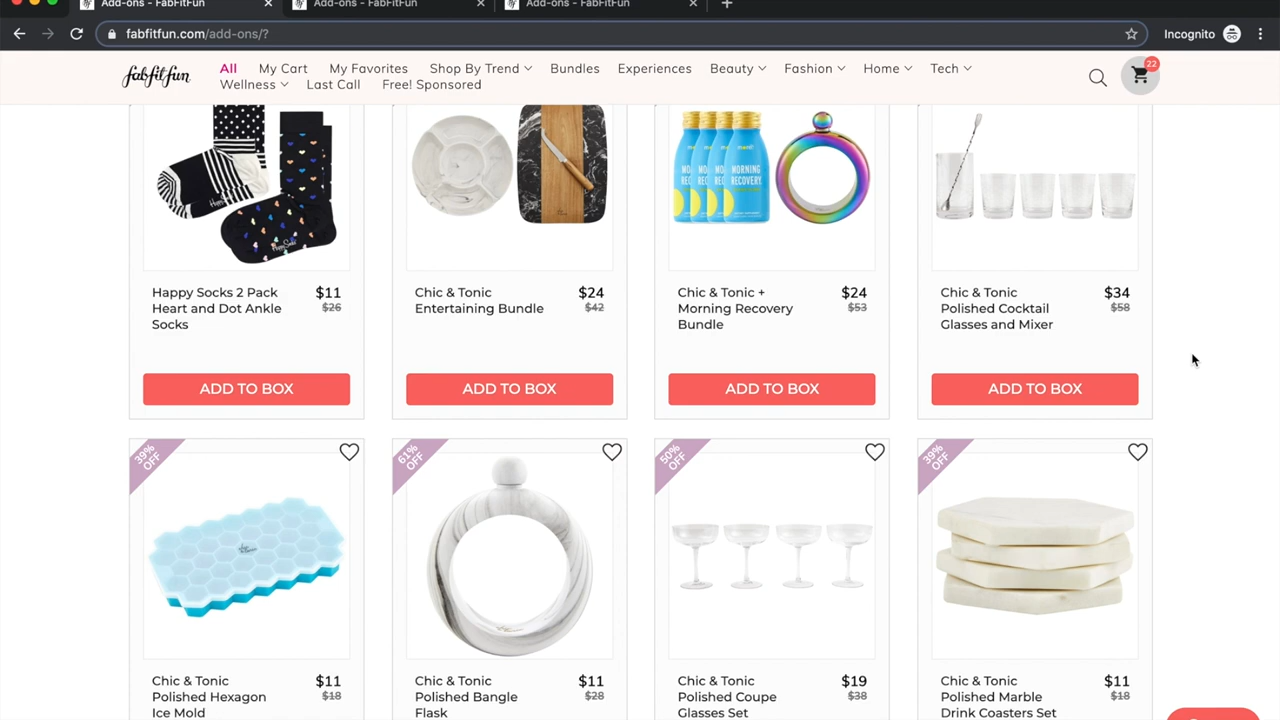 Add-ons - FabFitFun
Add-ons - FabFitFun
Add-ons - FabFitFun
fabfitfun.com/add-ons/?
Incognito
fabfitfun
All
My Cart
My Favorites
Shop By Trend
Bundles
Experiences
Beauty
Fashion
Home
Tech
Wellness
Last Call
Free! Sponsored
22
Happy Socks
MORNING
RECOVERY
Happy Socks 2 Pack
Heart and Dot Ankle
Socks
$11
$26
ADD TO BOX
Chic & Tonic
Entertaining Bundle
$24
$42
ADD TO BOX
Chic & Tonic +
Morning Recovery
Bundle
$24
$53
ADD TO BOX
Chic & Tonic
Polished Cocktail
Glasses and Mixer
$34
$58
ADD TO BOX
39%
OFF
61%
OFF
50%
OFF
39%
OFF
Chic & Tonic
Polished Hexagon
Ice Mold
$11
$18
Chic & Tonic
Polished Bangle
Flask
$11
$28
Chic & Tonic
Polished Coupe
Glasses Set
$19
$38
Chic & Tonic
Polished Marble
Drink Coasters Set
$11
$18